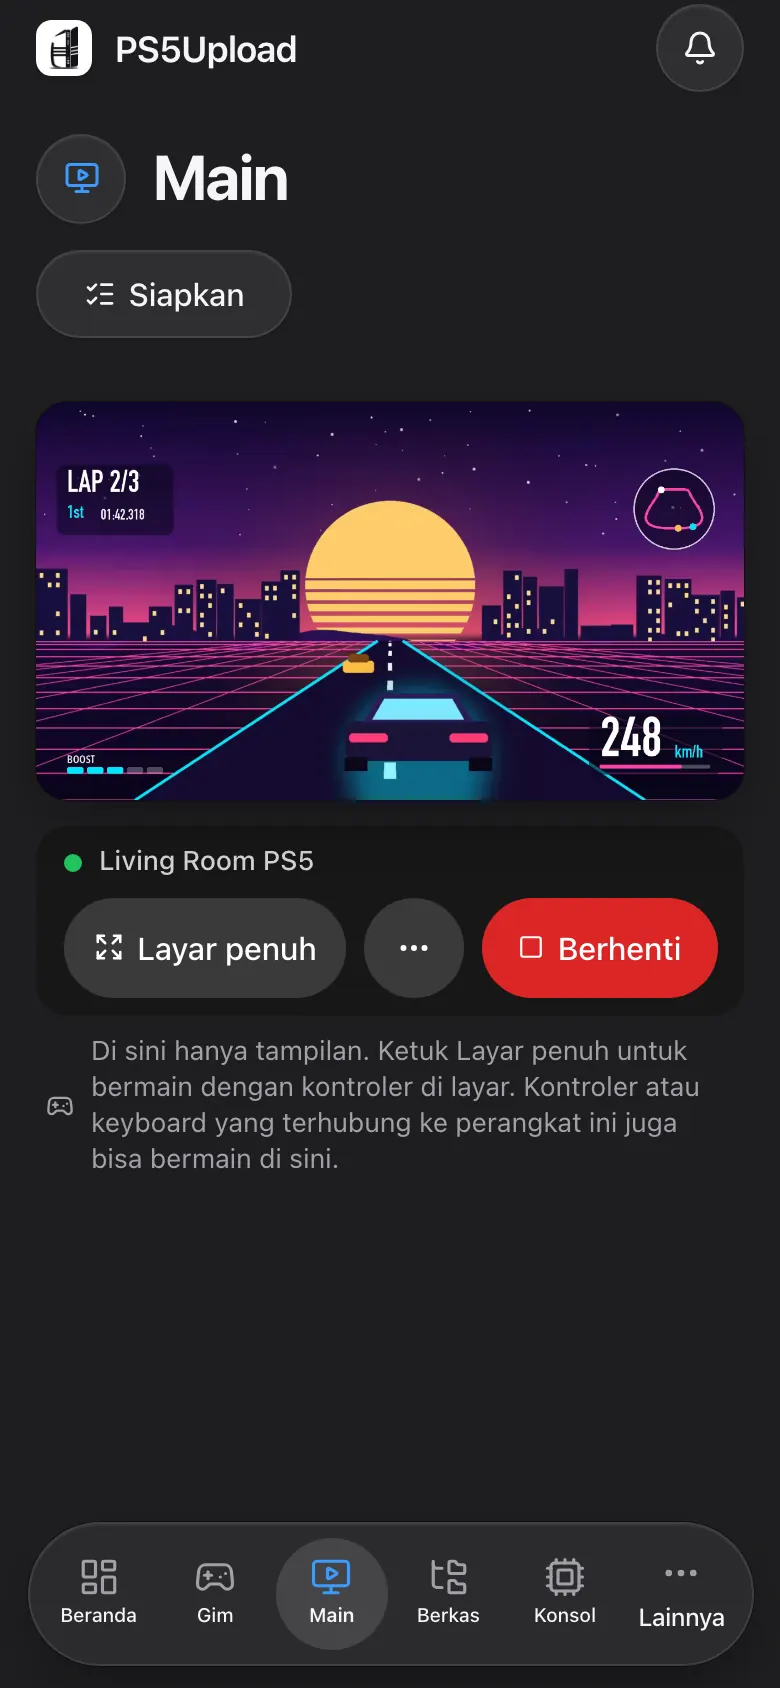 PS5Upload
Main
Siapkan
LAP 2/3
1st 01:42.318
BOOST
248 km/h
Living Room PS5
Layar penuh
Berhenti
Di sini hanya tampilan. Ketuk Layar penuh untuk
bermain dengan kontroler di layar. Kontroler atau
keyboard yang terhubung ke perangkat ini juga
bisa bermain di sini.
Beranda
Gim
Main
Berkas
Konsol
Lainnya